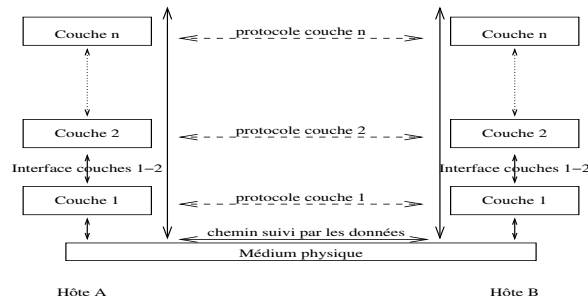 Couche n protocole couche n Couche n
Couche 2 protocole couche 2 Couche 2
Interface couches 1−2 Interface couches 1−2
Couche 1 protocole couche 1 Couche 1
chemin suivi par les données
Médium physique
Hôte A Hôte B